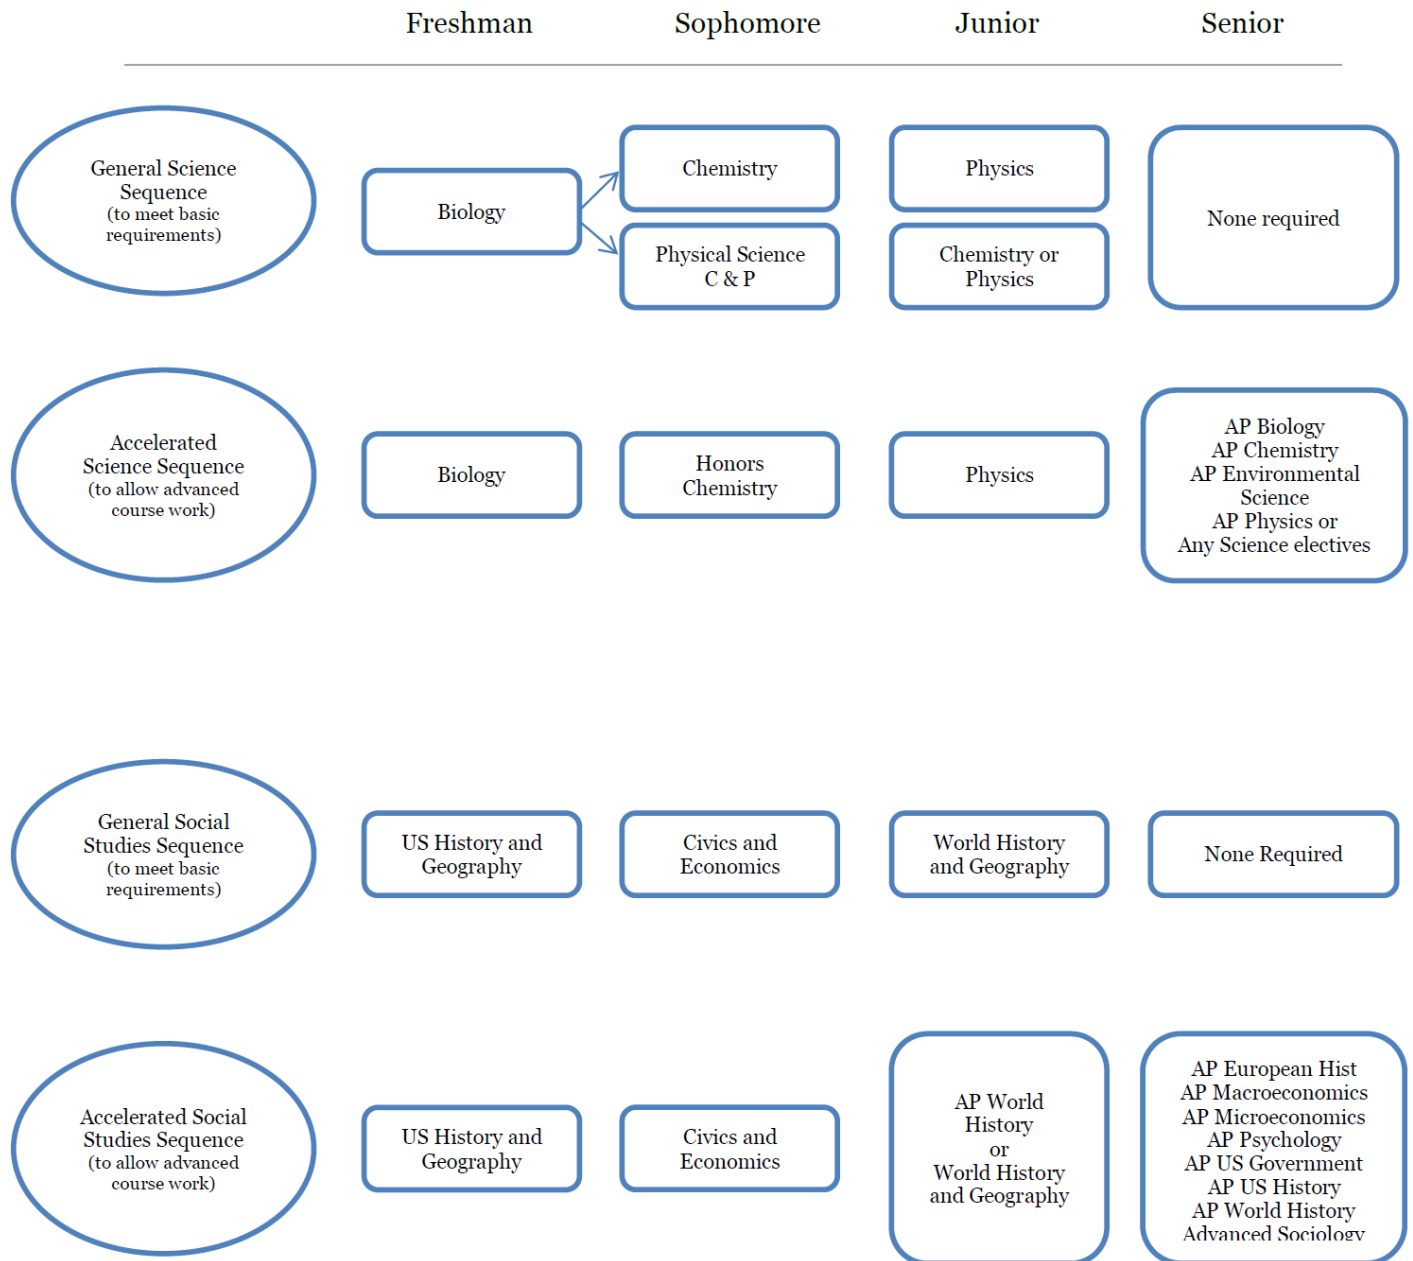 Freshman Sophomore Junior Senior
General Science
Sequence
(to meet basic
requirements)
Biology
Chemistry
Physical Science
C & P
Physics
Chemistry or
Physics
None required
Accelerated
Science Sequence
(to allow advanced
course work)
Biology
Honors
Chemistry
Physics
AP Biology
AP Chemistry
AP Environmental
Science
AP Physics or
Any Science electives
General Social
Studies Sequence
(to meet basic
requirements)
US History and
Geography
Civics and
Economics
World History
and Geography
None Required
Accelerated Social
Studies Sequence
(to allow advanced
course work)
US History and
Geography
Civics and
Economics
AP World
History
or
World History
and Geography
AP European Hist
AP Macroeconomics
AP Microeconomics
AP Psychology
AP US Government
AP US History
AP World History
Advanced Sociology